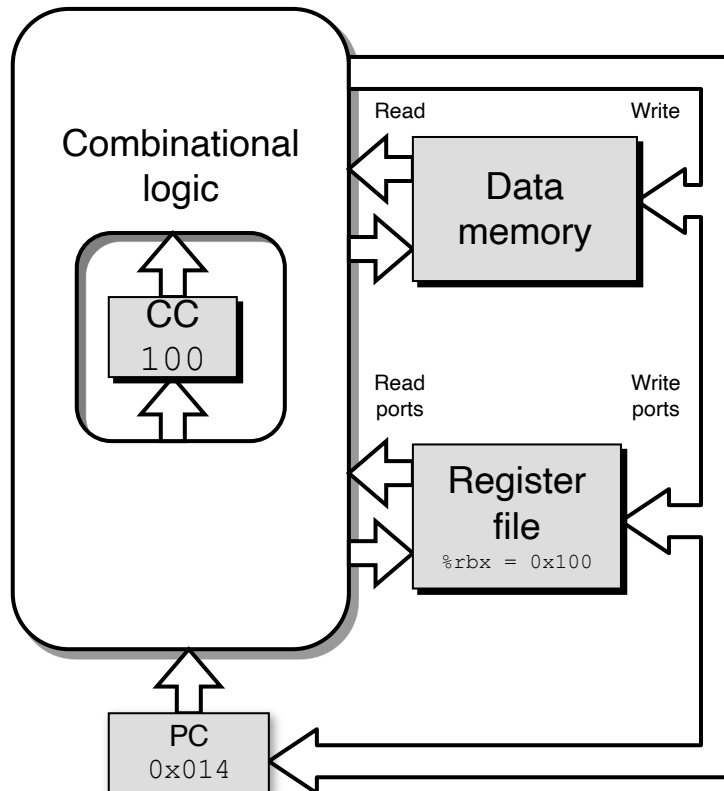 Combinational
logic
CC
100
Read
Write
Data
memory
Read
ports
Write
ports
Register
file
%rbx = 0x100
PC
0x014